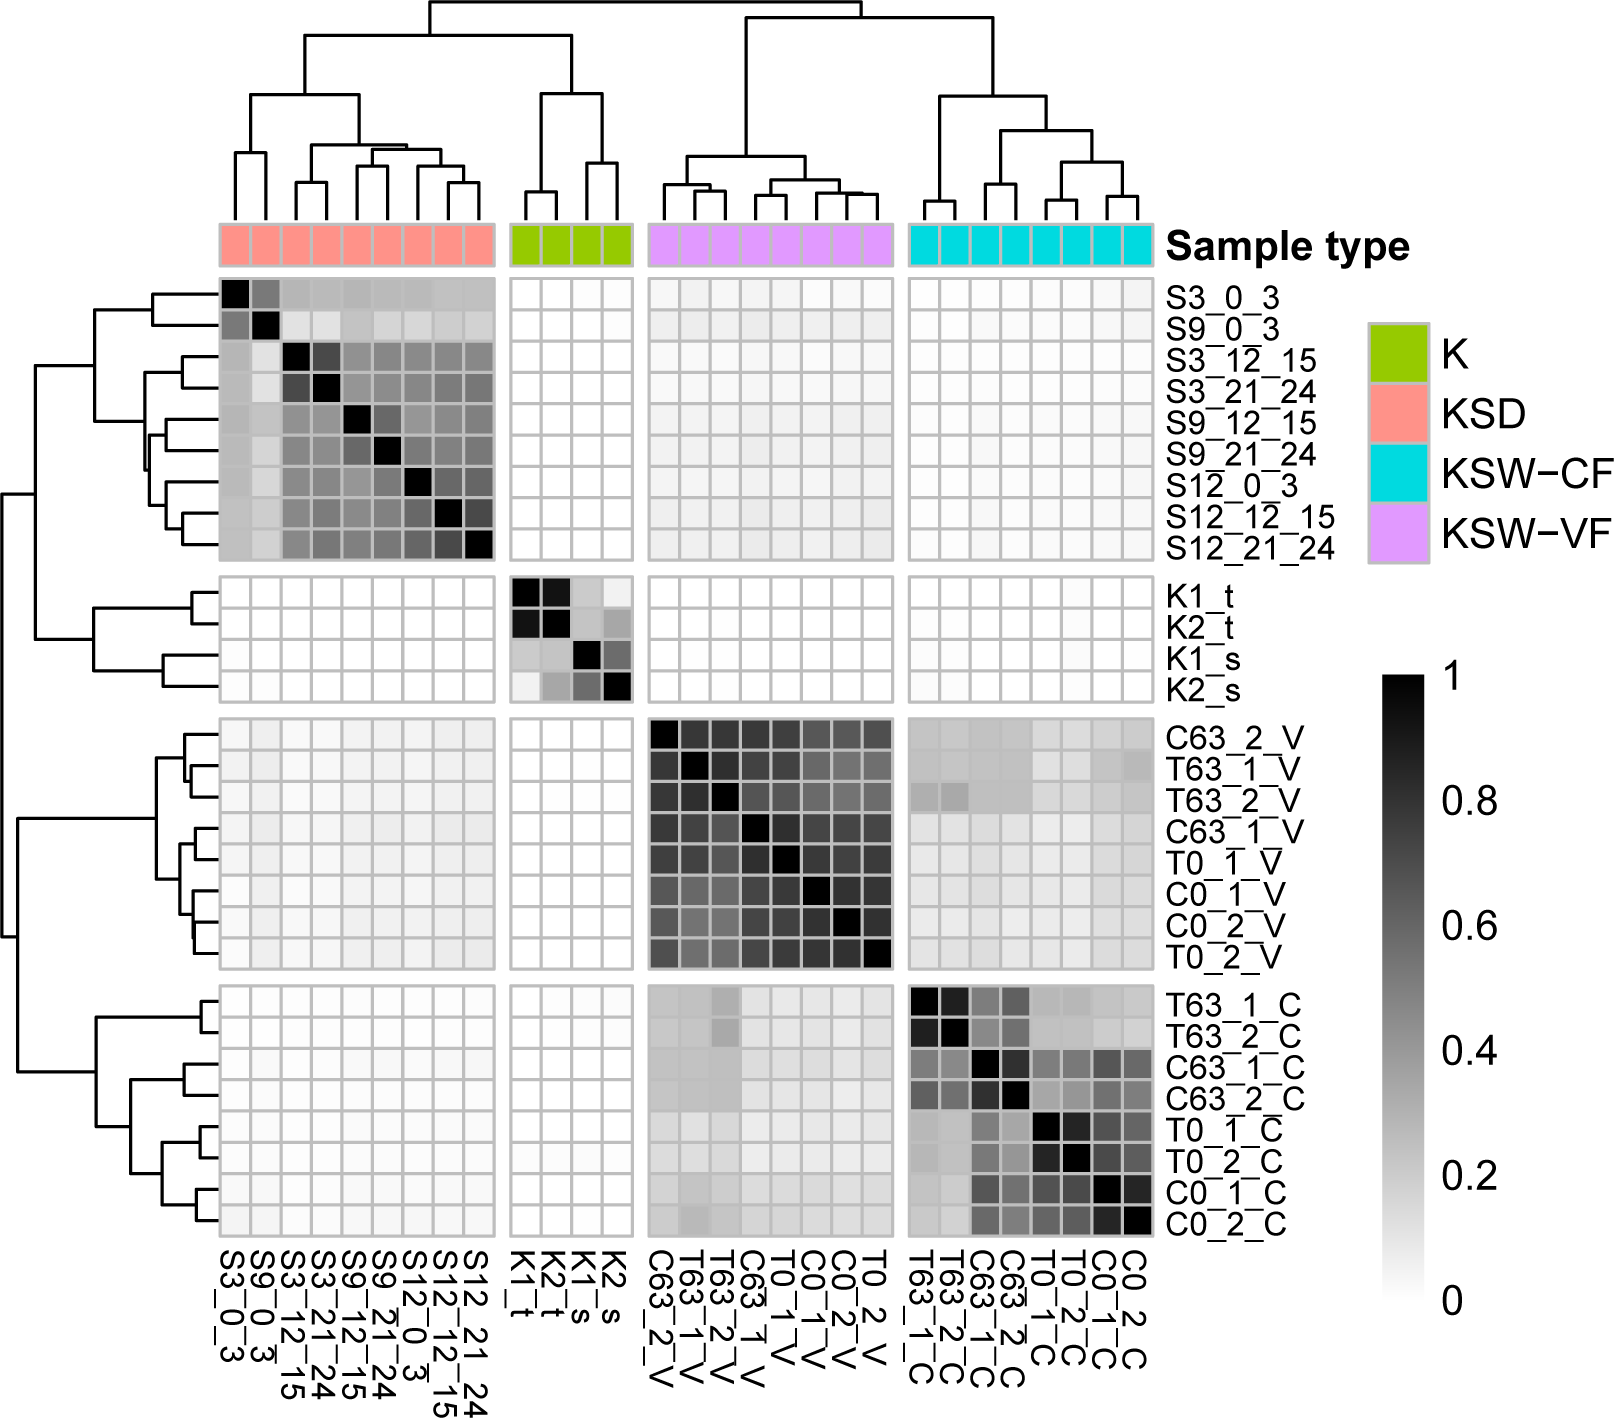 Sample type
S3_0_3
S9_0_3
S3_12_15
S3_21_24
S9_12_15
S9_21_24
S12_0_3
S12_12_15
S12_21_24
K1_t
K2_t
K1_s
K2_s
C63_2_V
T63_1_V
T63_2_V
C63_1_V
T0_1_V
C0_1_V
C0_2_V
T0_2_V
T63_1_C
T63_2_C
C63_1_C
C63_2_C
T0_1_C
T0_2_C
C0_1_C
C0_2_C
K
KSD
KSW−CF
KSW−VF
1
0.8
0.6
0.4
0.2
0
S3_0_3
S9_0_3
S3_12_15
S3_21_24
S9_12_15
S9_21_24
S12_0_3
S12_12_15
S12_21_24
K1_t
K2_t
K1_s
K2_s
C63_2_V
T63_1_V
T63_2_V
C63_1_V
T0_1_V
C0_1_V
C0_2_V
T0_2_V
T63_1_C
T63_2_C
C63_1_C
C63_2_C
T0_1_C
T0_2_C
C0_1_C
C0_2_C